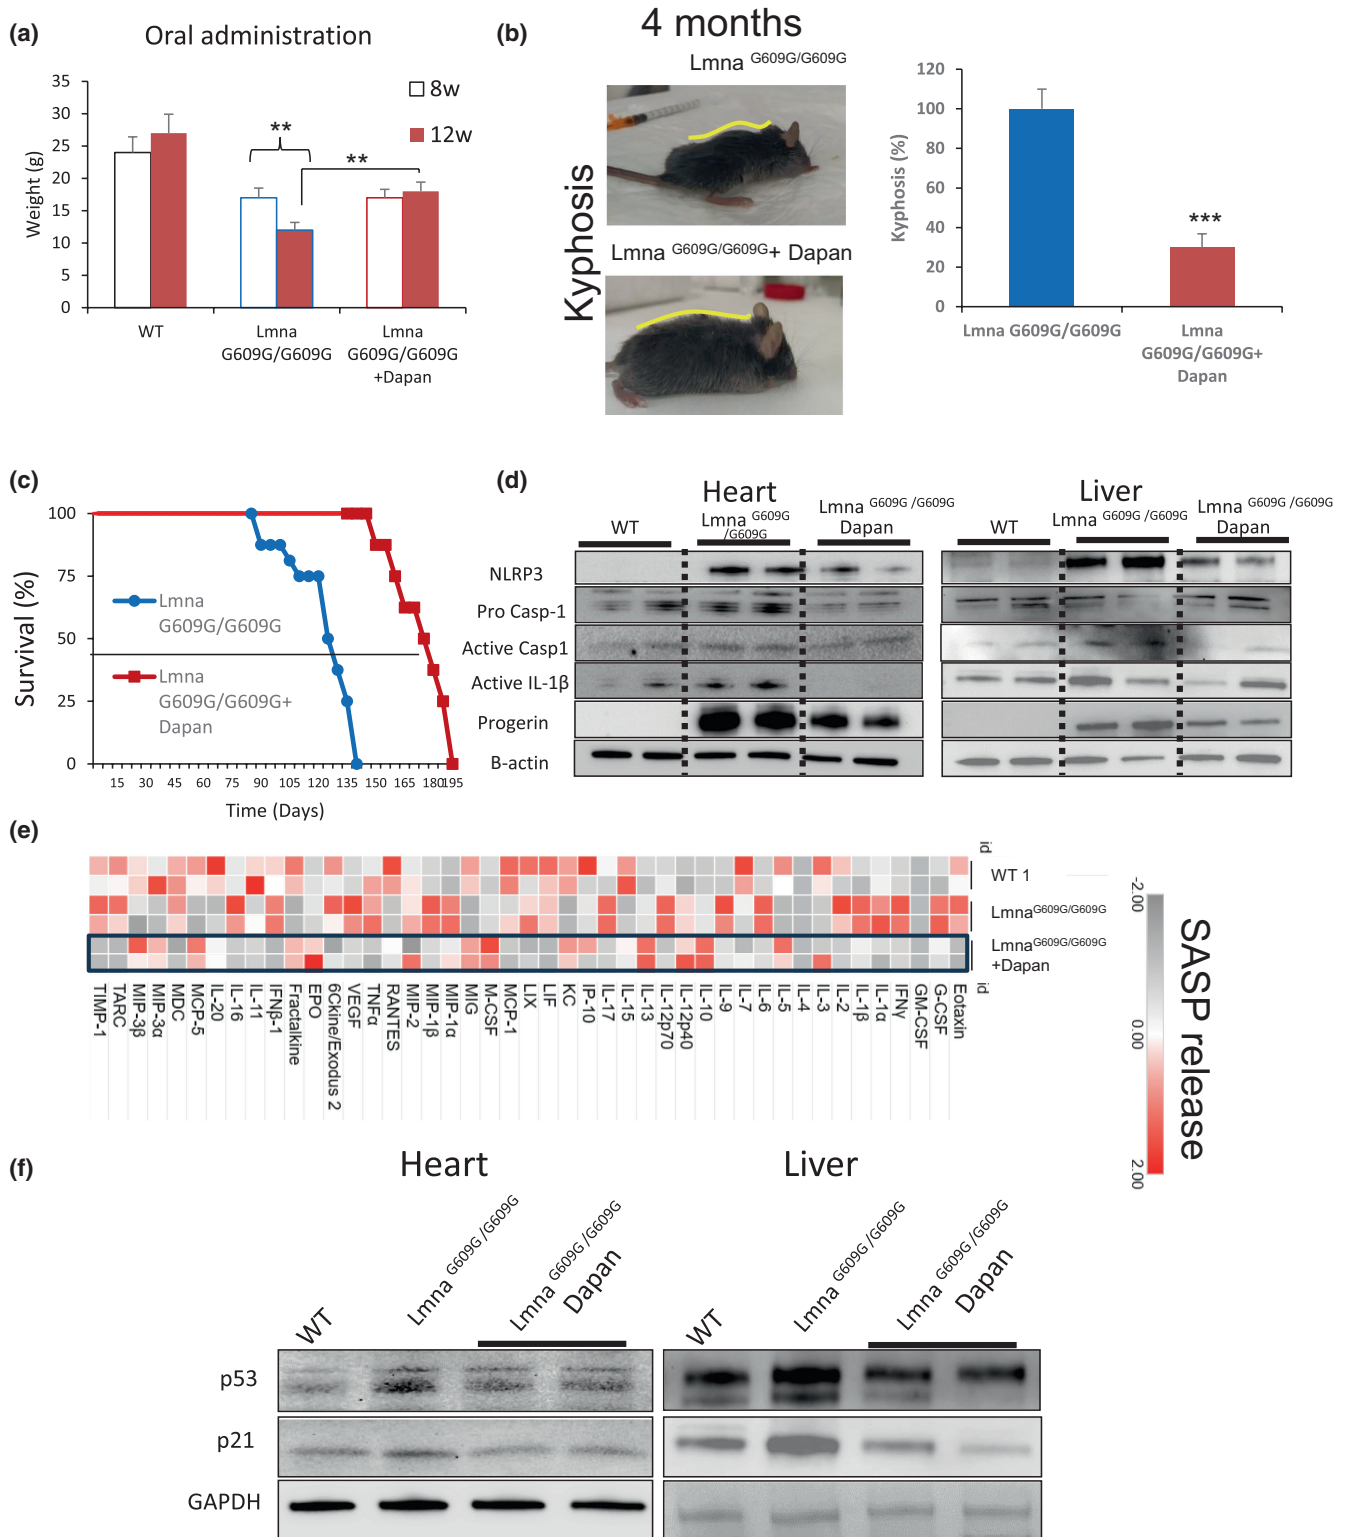 (a)
Oral administration
Weight (g)
35
30
25
20
15
10
5
0
8w
12w
**
**
WT
Lmna
G609G/G609G
Lmna
G609G/G609G
+Dapan
(b)
4 months
Kyphosis
Lmna G609G/G609G
Lmna G609G/G609G+ Dapan
Kyphosis (%)
120
100
80
60
40
20
0
***
Lmna G609G/G609G
Lmna
G609G/G609G+
Dapan
(c)
Survival (%)
100
75
50
25
0
Lmna
G609G/G609G
Lmna
G609G/G609G+
Dapan
15 30 45 60 75 90 105 120 135 150 165 180195
Time (Days)
(d)
Heart
WT
Lmna G609G
/G609G
Lmna G609G /G609G
Dapan
Liver
WT
Lmna G609G /G609G
Lmna G609G /G609G
Dapan
NLRP3
Pro Casp-1
Active Casp1
Active IL-1β
Progerin
B-actin
(e)
id
WT 1
LmnaG609G/G609G
LmnaG609G/G609G
+Dapan
id
TIMP-1
TARC
MIP-3β
MIP-3α
MDC
MCP-5
IL-20
IL-16
IL-11
IFNβ-1
Fractalkine
EPO
6Ckine/Exodus 2
VEGF
TNFα
RANTES
MIP-2
MIP-1β
MIP-1α
MIG
M-CSF
MCP-1
LIX
LIF
KC
IP-10
IL-17
IL-15
IL-13
IL-12p70
IL-12p40
IL-10
IL-9
IL-7
IL-6
IL-5
IL-4
IL-3
IL-2
IL-1β
IL-1α
IFNγ
GM-CSF
G-CSF
Eotaxin
-2.00
0.00
2.00
SASP release
(f)
Heart
WT
Lmna G609G /G609G
Lmna G609G /G609G
Dapan
Liver
WT
Lmna G609G /G609G
Lmna G609G /G609G
Dapan
p53
p21
GAPDH